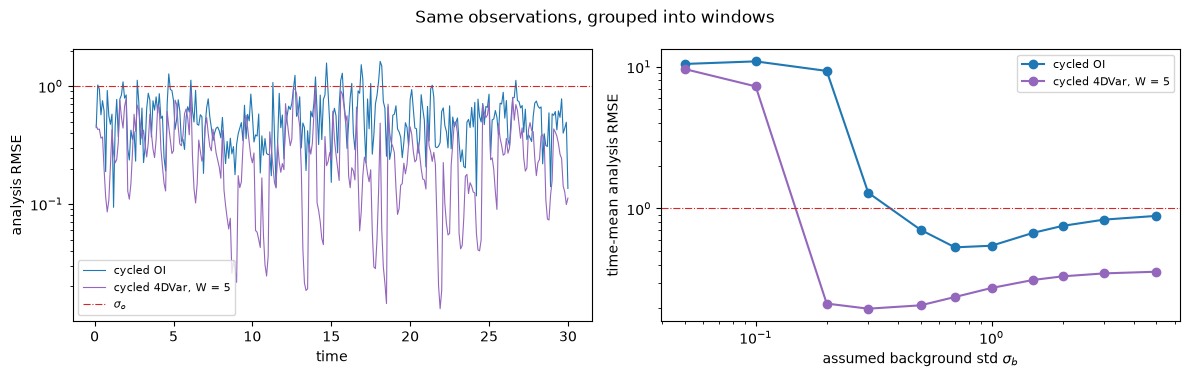 Same observations, grouped into windows
analysis RMSE
10⁰
10⁻¹
cycled OI
cycled 4DVar, W = 5
σₒ
0 5 10 15 20 25 30
time
time-mean analysis RMSE
10¹
10⁰
cycled OI
cycled 4DVar, W = 5
10⁻¹ 10⁰
assumed background std σ_b